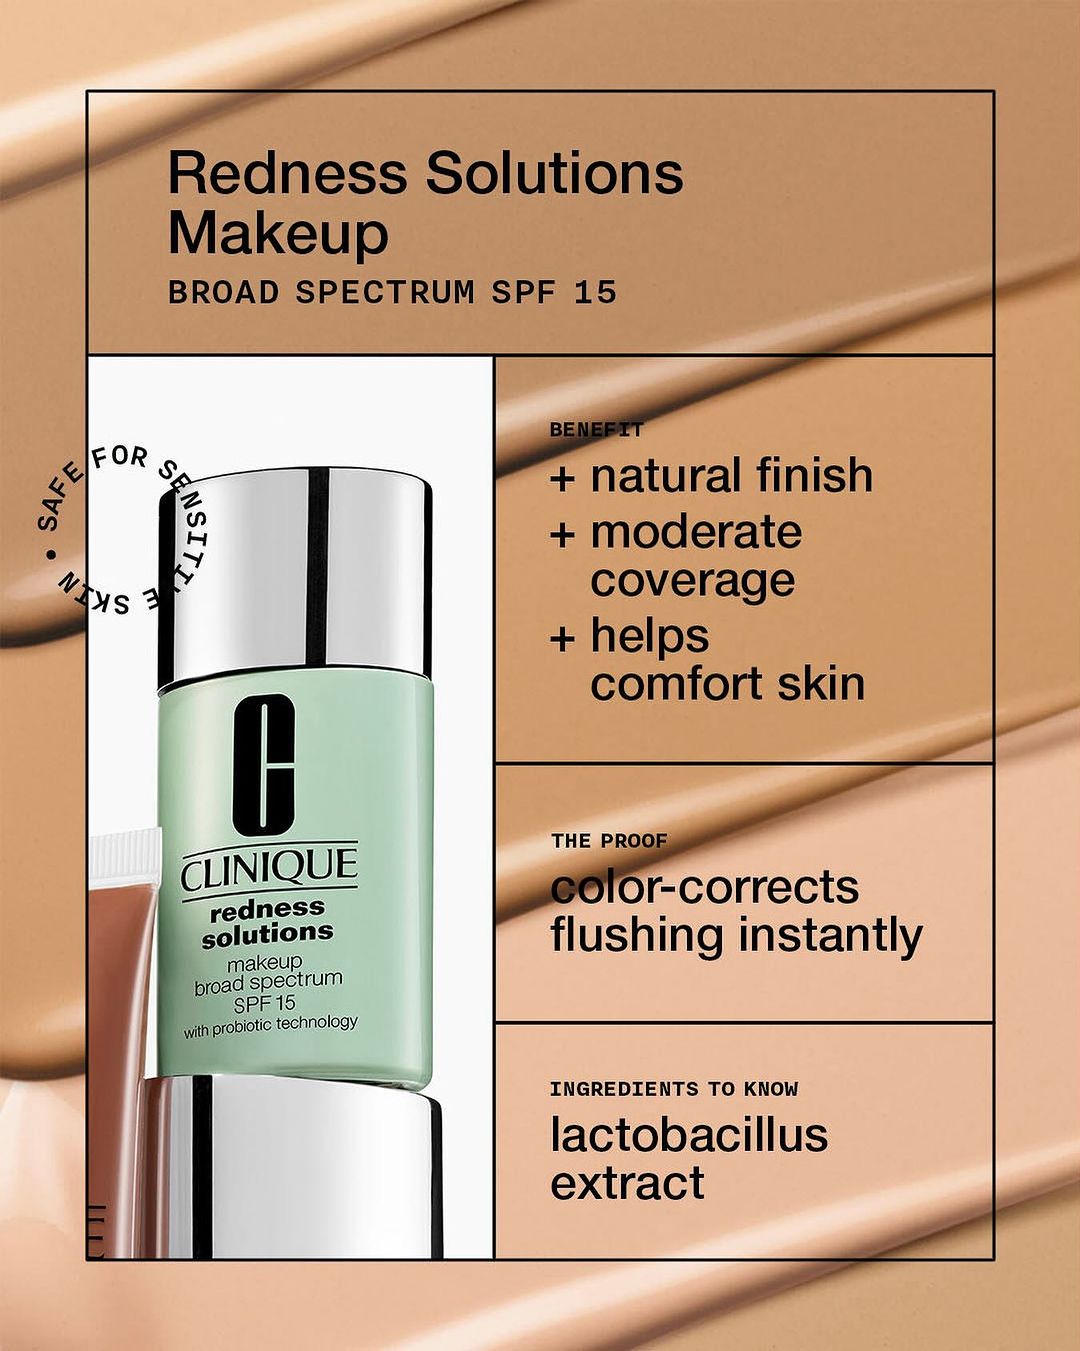 Redness Solutions
Makeup
BROAD SPECTRUM SPF 15
SAFE FOR SENSITIVE SKIN •
C
CLINIQUE
redness
solutions
makeup
broad spectrum
SPF 15
with probiotic technology
BENEFIT
+ natural finish
+ moderate
coverage
+ helps
comfort skin
THE PROOF
color-corrects
flushing instantly
INGREDIENTS TO KNOW
lactobacillus
extract